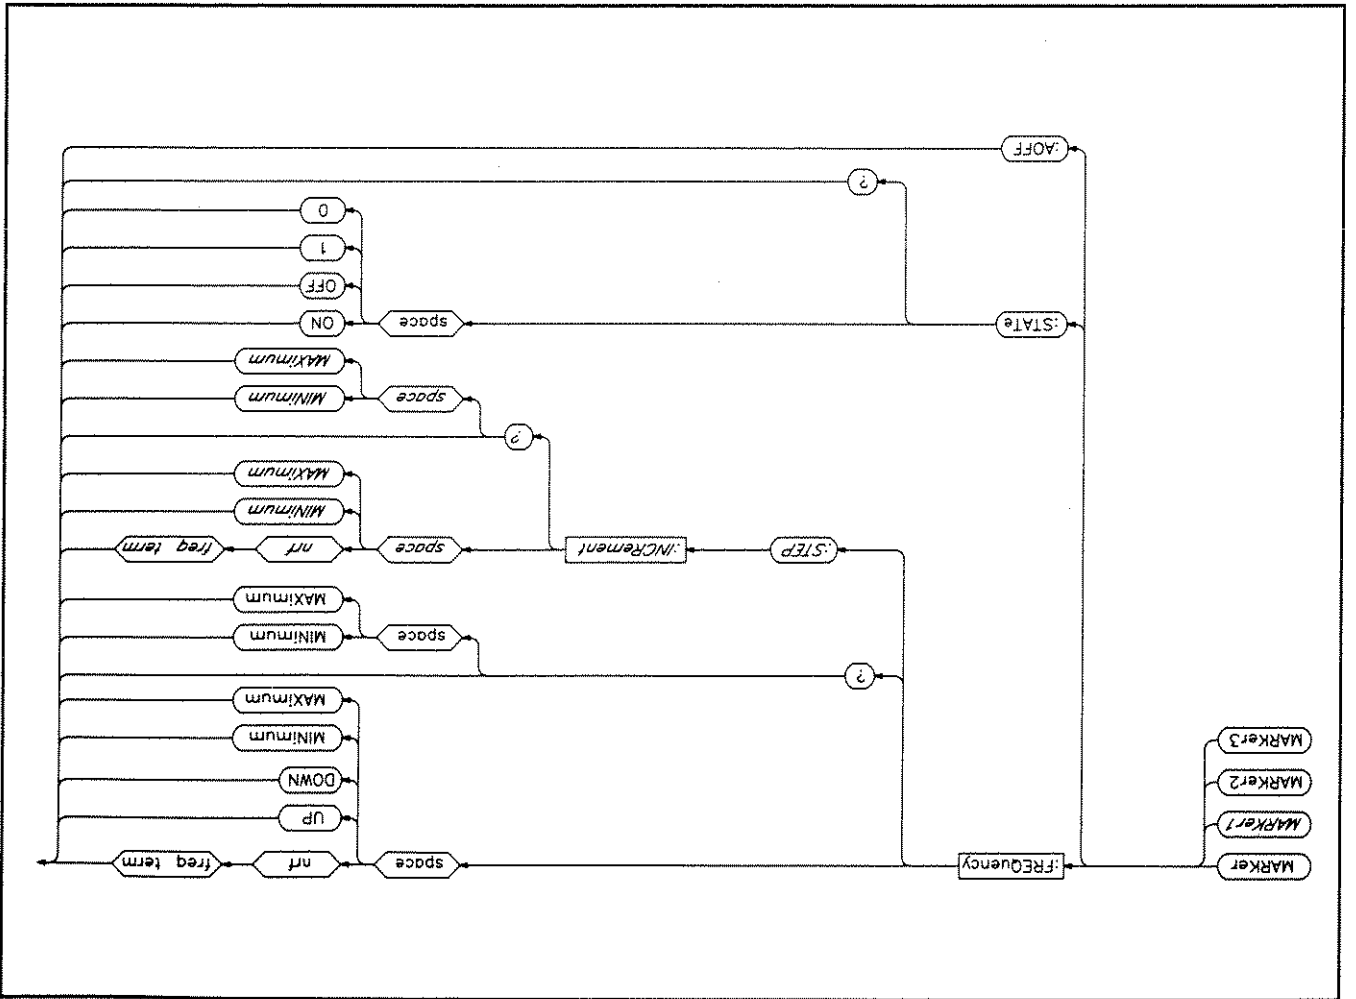 MARKer :FREQuency space nrf freq term
MARKer1 UP
MARKer2 DOWN
MARKer3 MINimum
MAXimum
?
space MINimum
MAXimum
:STEP :INCRement space nrf freq term
MINimum
MAXimum
?
space MINimum
MAXimum
:STATe space ON
OFF
1
0
?
:AOFF